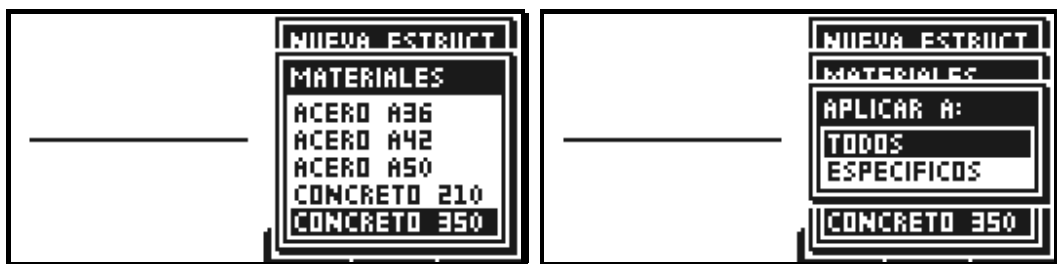 NUEVA ESTRUCT
MATERIALES
ACERO A36
ACERO A42
ACERO A50
CONCRETO 210
CONCRETO 350
NUEVA ESTRUCT
MATERIALES
APLICAR A:
TODOS
ESPECIFICOS
CONCRETO 350